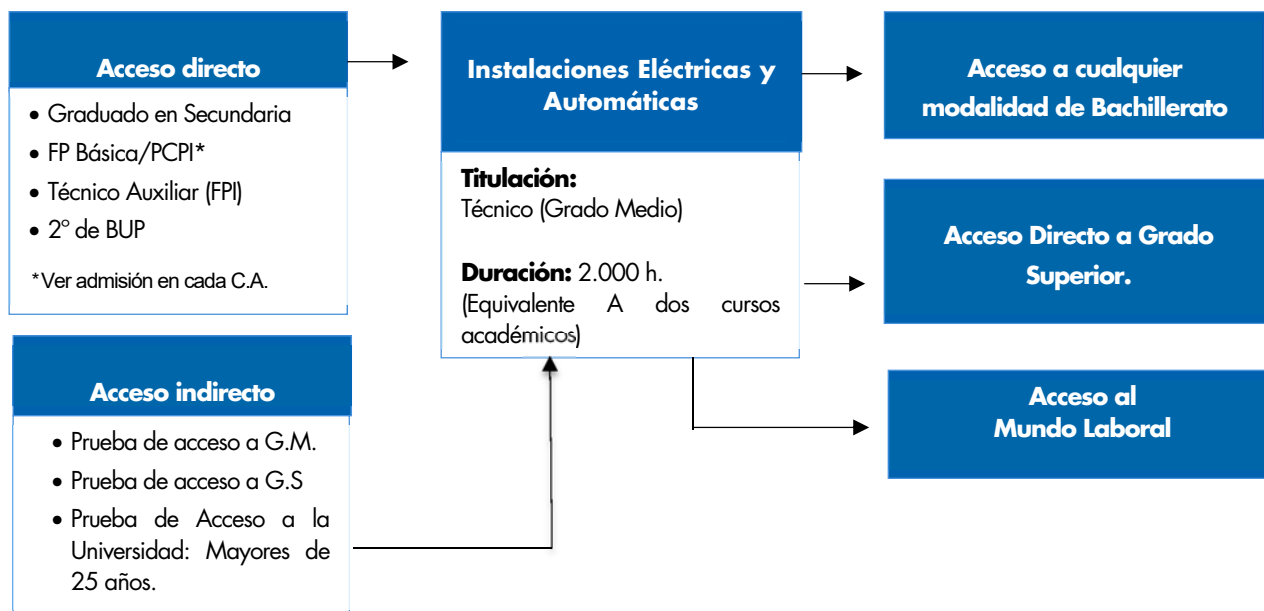 Acceso directo
• Graduado en Secundaria
• FP Básica/PCPI*
• Técnico Auxiliar (FPI)
• 2º de BUP
*Ver admisión en cada C.A.
Acceso indirecto
• Prueba de acceso a G.M.
• Prueba de acceso a G.S
• Prueba de Acceso a la
Universidad: Mayores de
25 años.
Instalaciones Eléctricas y
Automáticas
Titulación:
Técnico (Grado Medio)
Duración: 2.000 h.
(Equivalente A dos cursos
académicos)
Acceso a cualquier
modalidad de Bachillerato
Acceso Directo a Grado
Superior.
Acceso al
Mundo Laboral